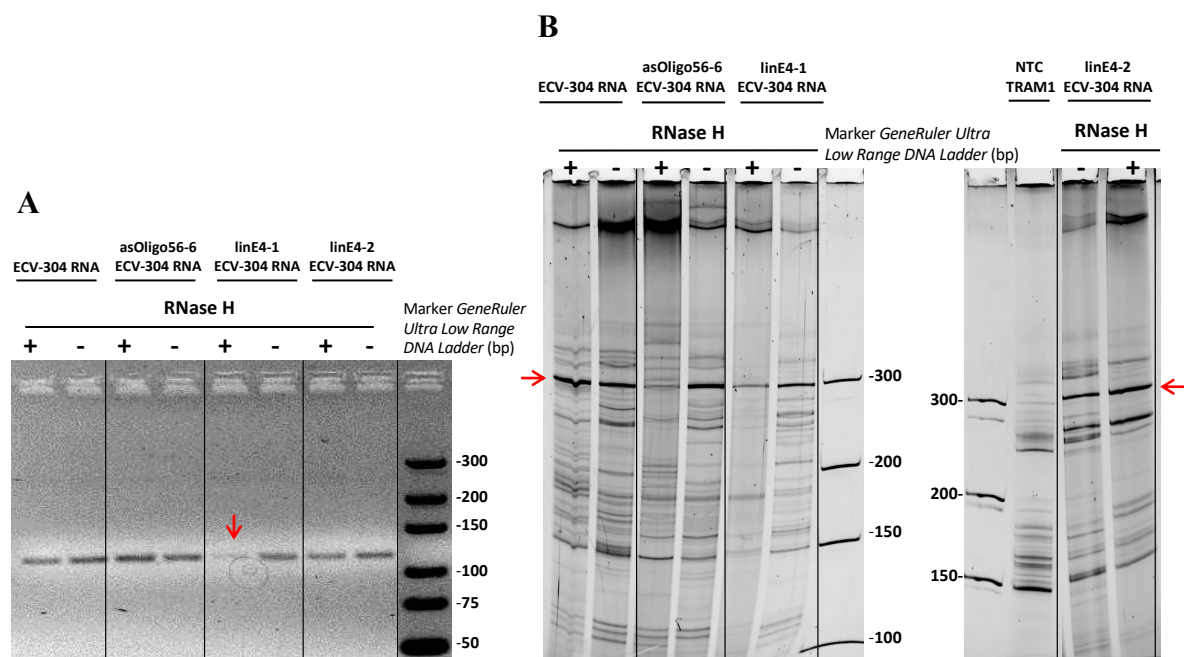 A
asOligo56-6 linE4-1 linE4-2
ECV-304 RNA ECV-304 RNA ECV-304 RNA ECV-304 RNA
RNase H
+ - + - + - + -
Marker GeneRuler
Ultra Low Range
DNA Ladder (bp)
-300
-200
-150
-100
-75
-50
B
asOligo56-6 linE4-1
ECV-304 RNA ECV-304 RNA ECV-304 RNA
RNase H
+ - + - + -
Marker GeneRuler Ultra
Low Range DNA Ladder (bp)
-300
-200
-150
-100
NTC linE4-2
TRAM1 ECV-304 RNA
RNase H
- +
300-
200-
150-